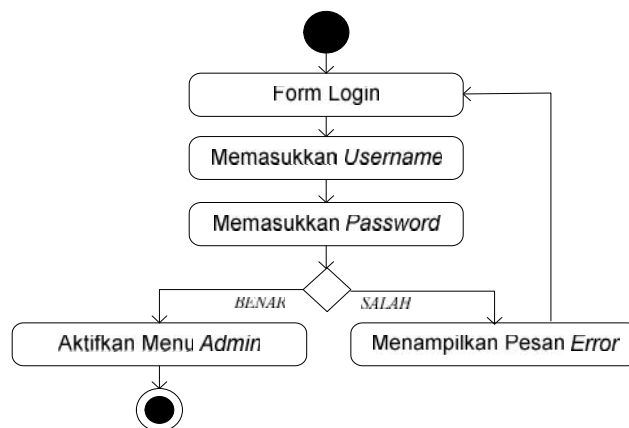 Form Login
Memasukkan Username
Memasukkan Password
BENAR
SALAH
Aktifkan Menu Admin
Menampilkan Pesan Error